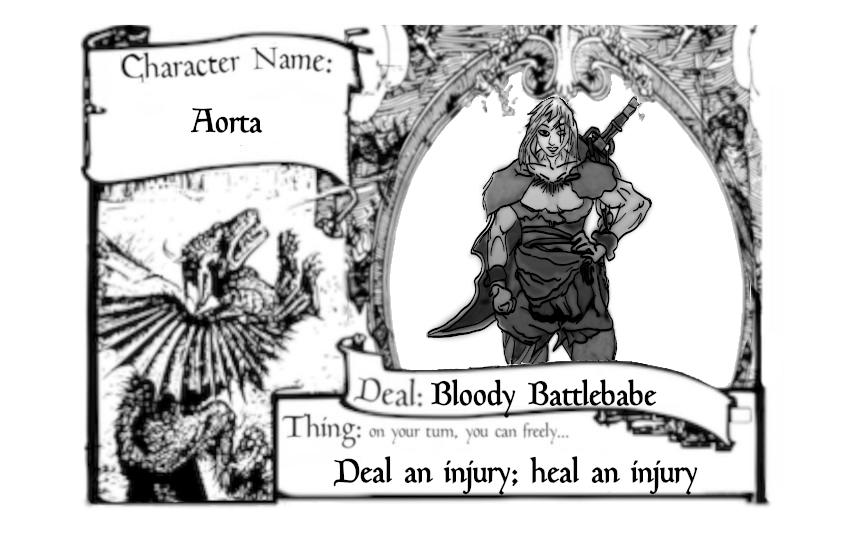 Character Name:
Aorta
Deal: Bloody Battlebabe
Thing: on your turn, you can freely...
Deal an injury; heal an injury